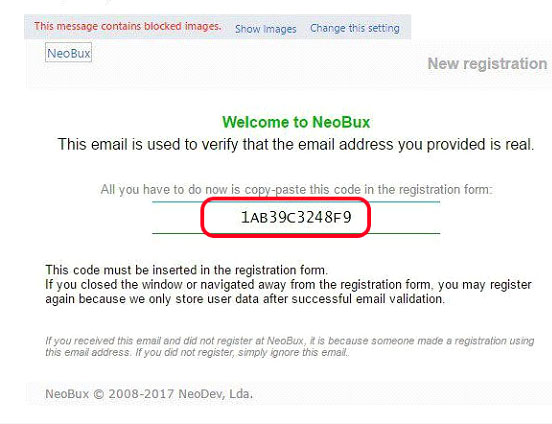 This message contains blocked images. Show Images Change this setting
NeoBux
New registration
Welcome to NeoBux
This email is used to verify that the email address you provided is real.
All you have to do now is copy-paste this code in the registration form:
1AB39C3248F9
This code must be inserted in the registration form.
If you closed the window or navigated away from the registration form, you may register
again because we only store user data after successful email validation.
If you received this email and did not register at NeoBux, it is because someone made a registration using
this email address. If you did not register, simply ignore this email.
NeoBux © 2008-2017 NeoDev, Lda.